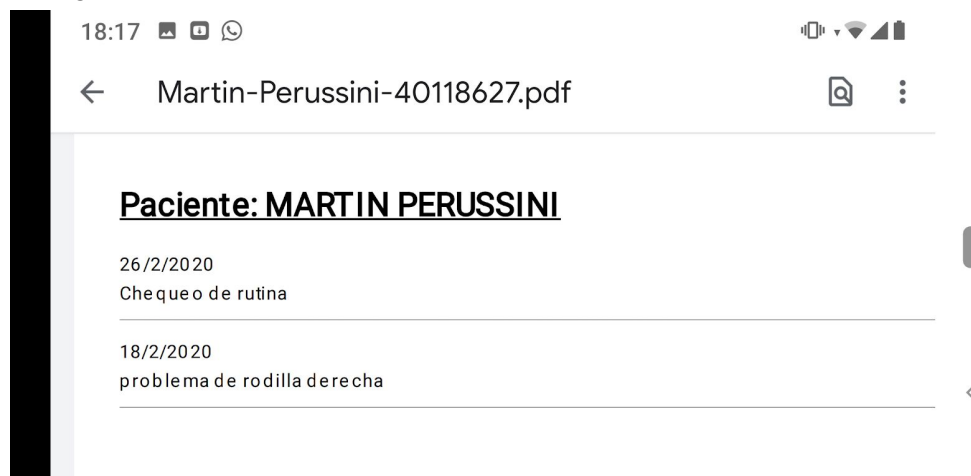 18:17
Martin-Perussini-40118627.pdf
Paciente: MARTIN PERUSSINI
26/2/2020
Chequeo de rutina
18/2/2020
problema de rodilla derecha